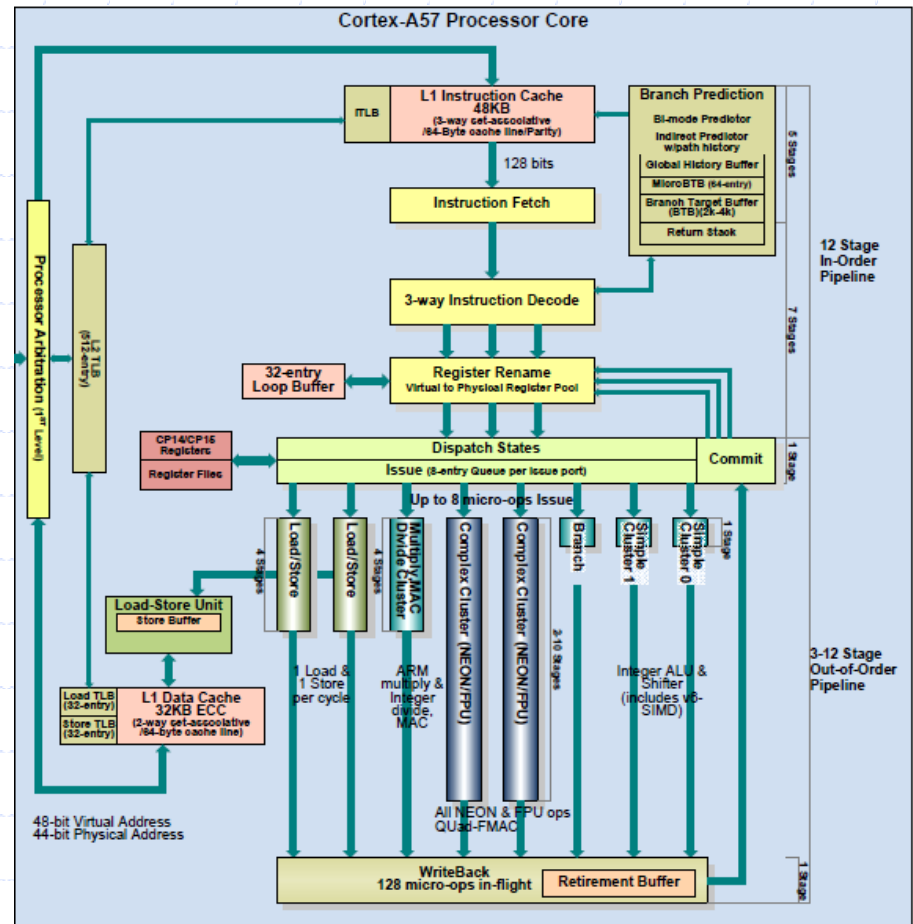 Cortex-A57 Processor Core
ITLB
L1 Instruction Cache
48KB
(3-way set-associative
/64-Byte cache line/Parity)
Branch Prediction
Bi-mode Predictor
Indirect Predictor
w/path history
Global History Buffer
MicroBTB (64-entry)
Branch Target Buffer
(BTB)(2k-4k)
Return Stack
5 Stages
128 bits
Instruction Fetch
12 Stage
In-Order
Pipeline
Processor Arbitration (1ST Level)
L2 TLB
(512-entry)
3-way Instruction Decode
7 Stages
32-entry
Loop Buffer
Register Rename
Virtual to Physical Register Pool
CP14/CP15
Registers
Register Files
Dispatch States
Issue (8-entry Queue per issue port)
Commit
1 Stage
Up to 8 micro-ops Issue
4 Stages
Load/Store
Load/Store
4 Stages
Multiply,MAC
Divide Cluster
Complex Cluster (NEON/FPU)
Complex Cluster (NEON/FPU)
2-10 Stages
Branch
Simple
Cluster 1
Simple
Cluster 0
1 Stage
Load-Store Unit
Store Buffer
Load TLB
(32-entry)
Store TLB
(32-entry)
L1 Data Cache
32KB ECC
(2-way set-associative
/64-byte cache line)
1 Load &
1 Store
per cycle
ARM
multiply &
Integer
divide,
MAC
Integer ALU &
Shifter
(includes v6-
SIMD)
3-12 Stage
Out-of-Order
Pipeline
All NEON & FPU ops
QUad-FMAC
48-bit Virtual Address
44-bit Physical Address
WriteBack
128 micro-ops in-flight
Retirement Buffer
1 Stage